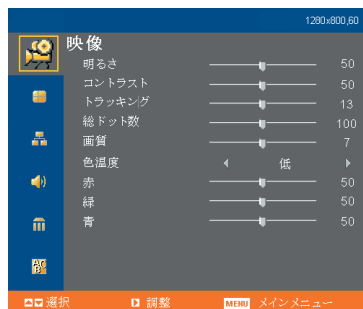 1280x800,60
映像
明るさ 50
コントラスト 50
トラッキング 13
総ドット数 100
画質 7
色温度 低
赤 50
緑 50
青 50
選択 調整 MENU メインメニュー